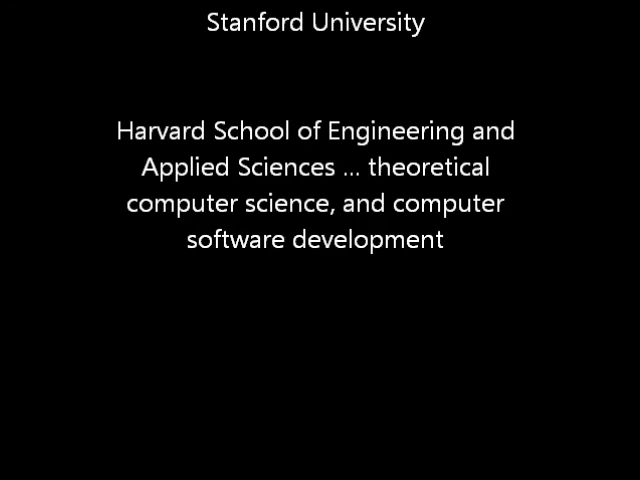 Stanford University
Harvard School of Engineering and
Applied Sciences ... theoretical
computer science, and computer
software development